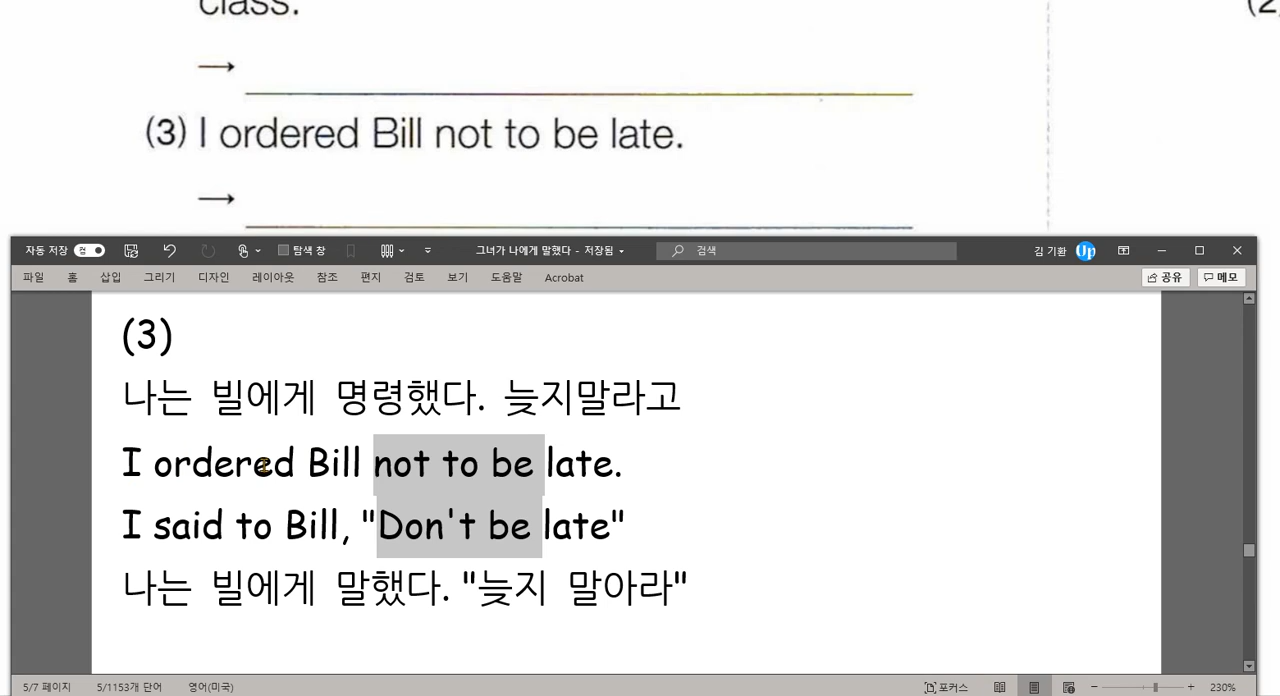 class.
(2
→
(3) I ordered Bill not to be late.
→
자동 저장 그녀가 나에게 말했다 - 저장됨 검색 김 기환 Up
탐색 창
파일 홈 삽입 그리기 디자인 레이아웃 참조 편지 검토 보기 도움말 Acrobat 공유 메모
(3)
나는 빌에게 명령했다. 늦지말라고
I ordered Bill not to be late.
I said to Bill, "Don't be late"
나는 빌에게 말했다. "늦지 말아라"
5/7 페이지 5/1153개 단어 영어(미국) 포커스 230%